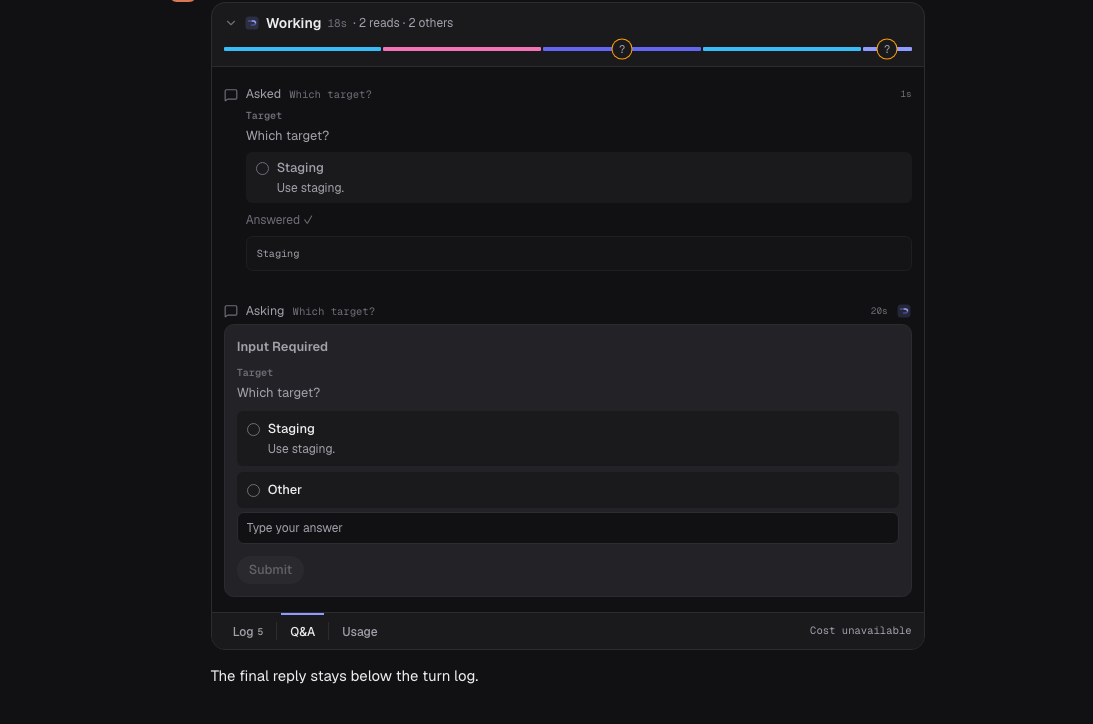 Working 18s · 2 reads · 2 others
? ?
Asked Which target? 1s
Target
Which target?
Staging
Use staging.
Answered ✓
Staging
Asking Which target? 20s
Input Required
Target
Which target?
Staging
Use staging.
Other
Type your answer
Submit
Log 5 Q&A Usage Cost unavailable
The final reply stays below the turn log.